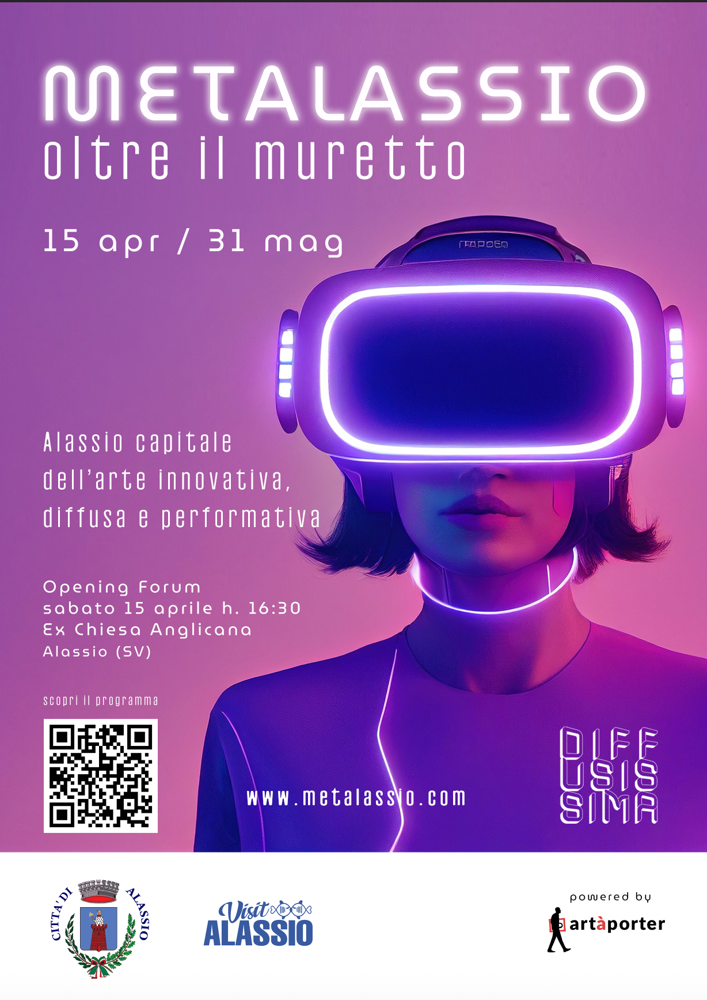 METALASSIO
oltre il muretto
15 apr / 31 mag
Alassio capitale
dell'arte innovativa,
diffusa e performativa
Opening Forum
sabato 15 aprile h. 16:30
Ex Chiesa Anglicana
Alassio (SV)
scopri il programma
www.metalassio.com
DIFF
USIS
SIMA
CITTA' DI ALASSIO
Visit
ALASSIO
powered by
artàporter